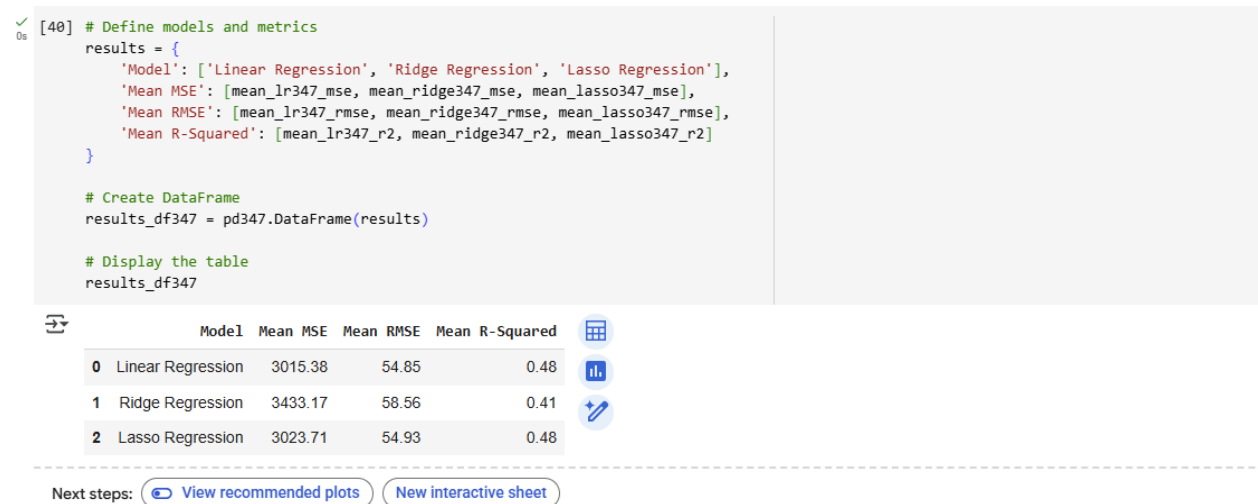 [40] # Define models and metrics
0s
results = {
'Model': ['Linear Regression', 'Ridge Regression', 'Lasso Regression'],
'Mean MSE': [mean_lr347_mse, mean_ridge347_mse, mean_lasso347_mse],
'Mean RMSE': [mean_lr347_rmse, mean_ridge347_rmse, mean_lasso347_rmse],
'Mean R-Squared': [mean_lr347_r2, mean_ridge347_r2, mean_lasso347_r2]
}
# Create DataFrame
results_df347 = pd347.DataFrame(results)
# Display the table
results_df347
Model Mean MSE Mean RMSE Mean R-Squared
0 Linear Regression 3015.38 54.85 0.48
1 Ridge Regression 3433.17 58.56 0.41
2 Lasso Regression 3023.71 54.93 0.48
Next steps: View recommended plots New interactive sheet